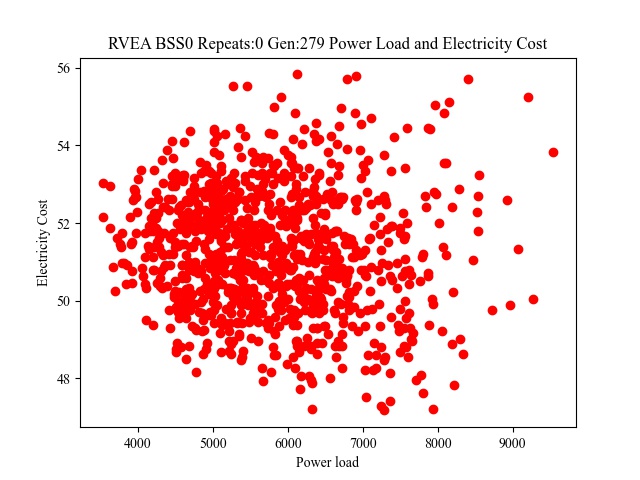 RVEA BSS0 Repeats:0 Gen:279 Power Load and Electricity Cost
56
54
52
50
48
Electricity Cost
4000 5000 6000 7000 8000 9000
Power load